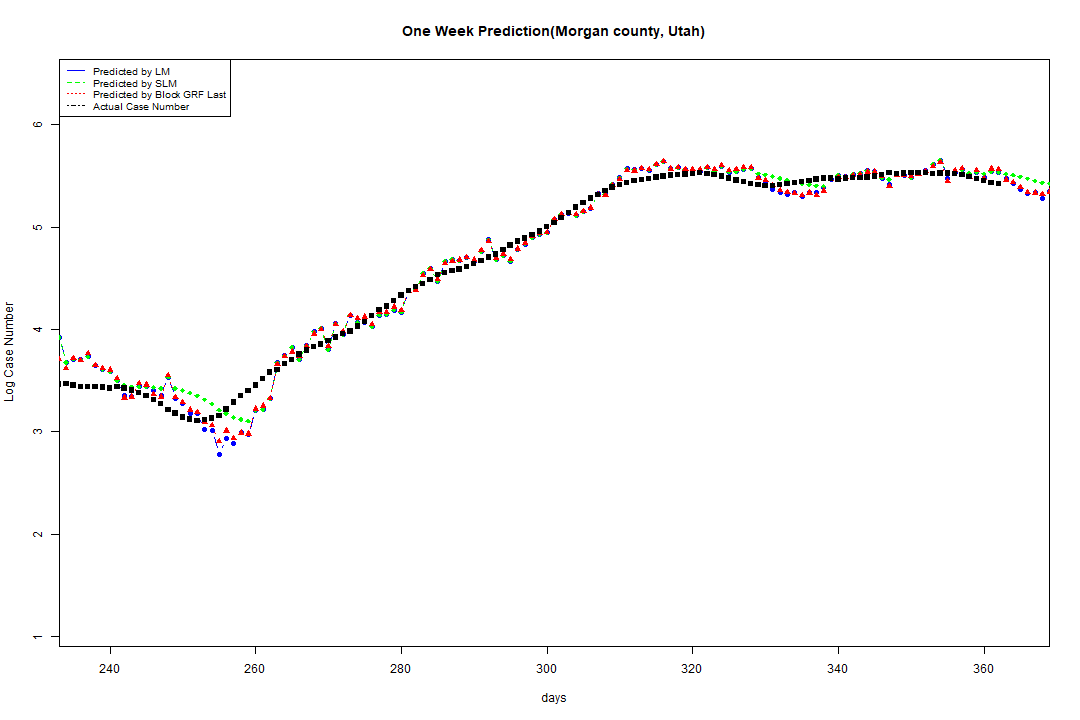 One Week Prediction(Morgan county, Utah)
Predicted by LM
Predicted by SLM
Predicted by Block GRF Last
Actual Case Number
6
5
4
3
2
1
Log Case Number
240 260 280 300 320 340 360
days